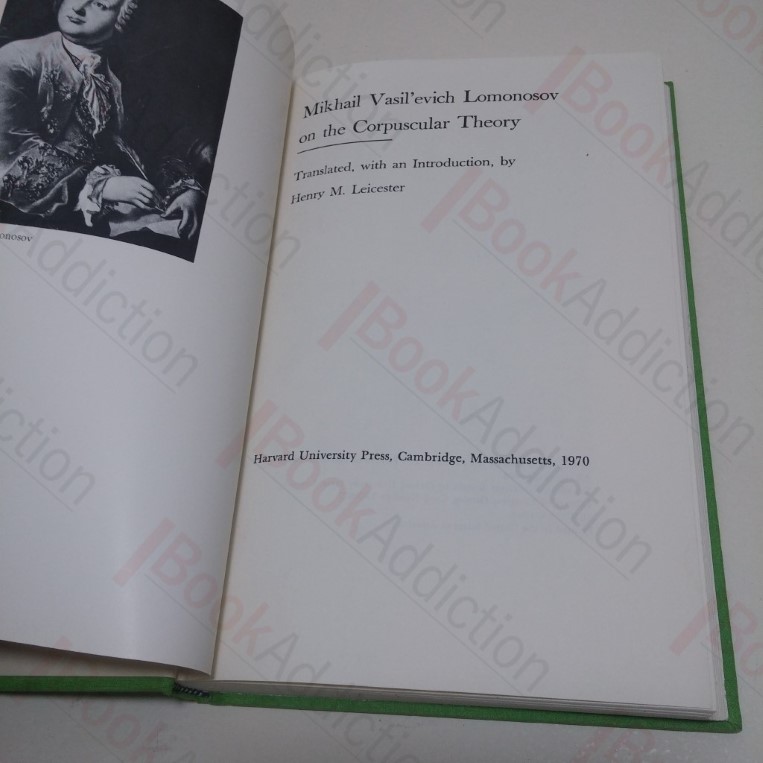 onosov
Mikhail Vasil'evich Lomonosov
on the Corpuscular Theory
Translated, with an Introduction, by
Henry M. Leicester
Harvard University Press, Cambridge, Massachusetts, 1970
BookAddiction